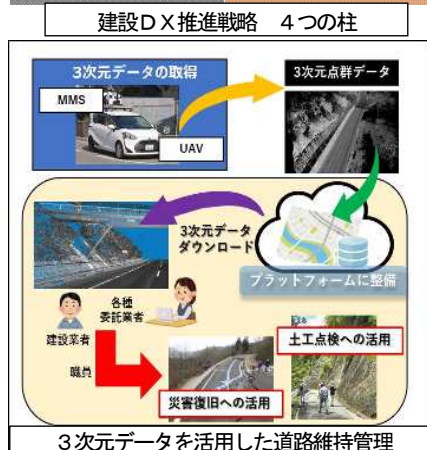 建設DX推進戦略　4つの柱
3次元データの取得
MMS
UAV
3次元点群データ
3次元データ
ダウンロード
プラットフォームに整備
各種
委託業者
建設業者
職員
土工点検への活用
災害復旧への活用
3次元データを活用した道路維持管理